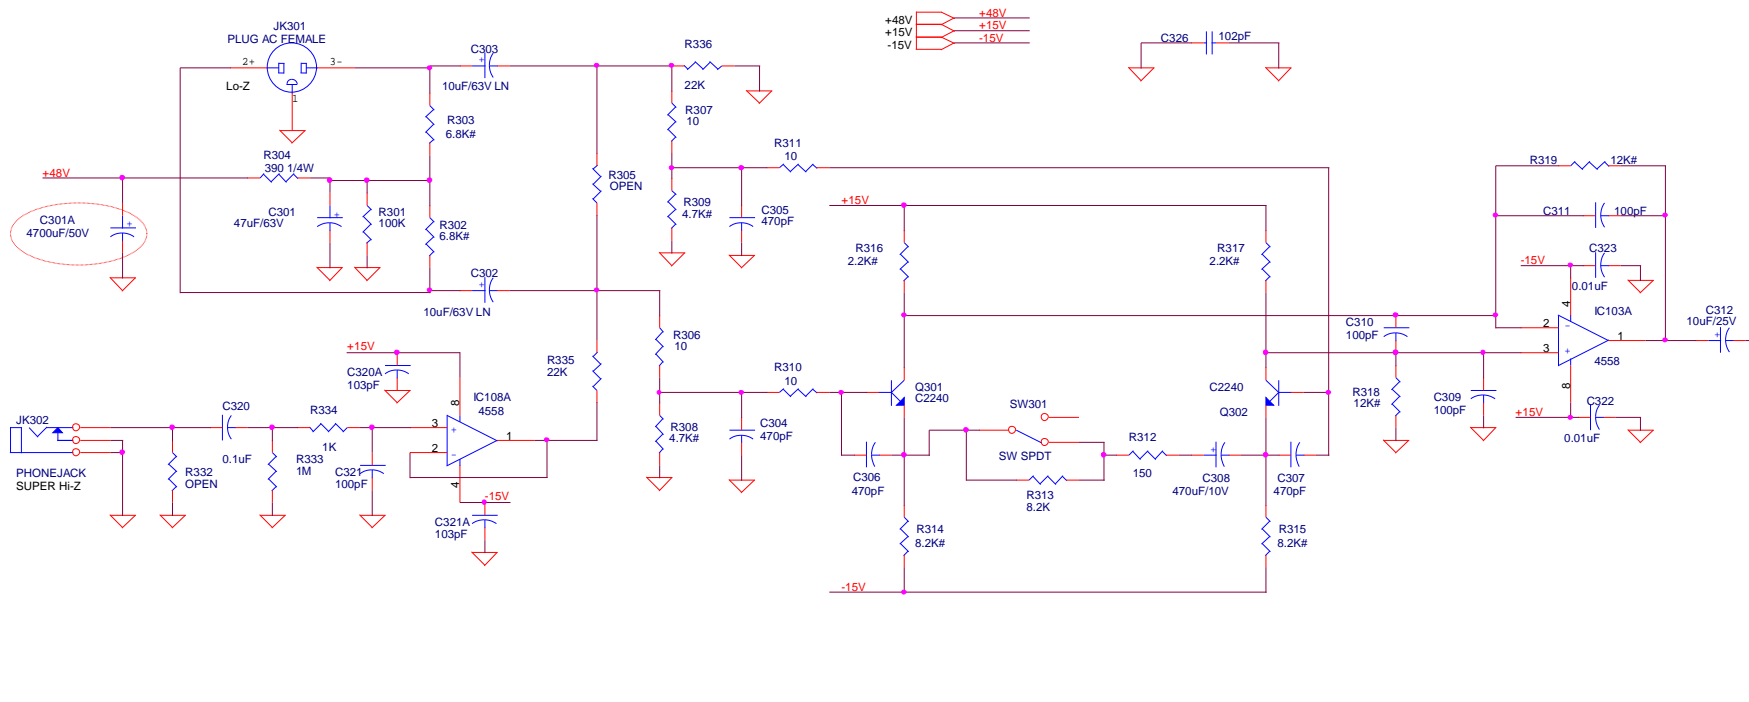 JK301
PLUG AC FEMALE
2+
3-
1
Lo-Z
C303
10uF/63V LN
R336
22K
+48V
+15V
-15V
+48V
+15V
-15V
C326
102pF
R303
6.8K#
R307
10
R311
10
R304
390 1/4W
+48V
C301A
4700uF/50V
C301
47uF/63V
R301
100K
R302
6.8K#
R305
OPEN
R309
4.7K#
C305
470pF
+15V
R316
2.2K#
R317
2.2K#
R319
12K#
C311
100pF
C323
-15V
0.01uF
C302
10uF/63V LN
R306
10
C310
100pF
4
IC103A
2
-
3
+
1
8
4558
C312
10uF/25V
+15V
C320A
103pF
R335
22K
R310
10
Q301
C2240
C2240
Q302
R318
12K#
C309
100pF
+15V
C322
0.01uF
IC108A
4558
8
3
+
2
-
1
4
JK302
PHONEJACK
SUPER Hi-Z
C320
0.1uF
R334
1K
R332
OPEN
R333
1M
C321
100pF
-15V
C321A
103pF
R308
4.7K#
C304
470pF
C306
470pF
SW301
SW SPDT
R313
8.2K
R312
150
C308
470uF/10V
C307
470pF
R314
8.2K#
R315
8.2K#
-15V